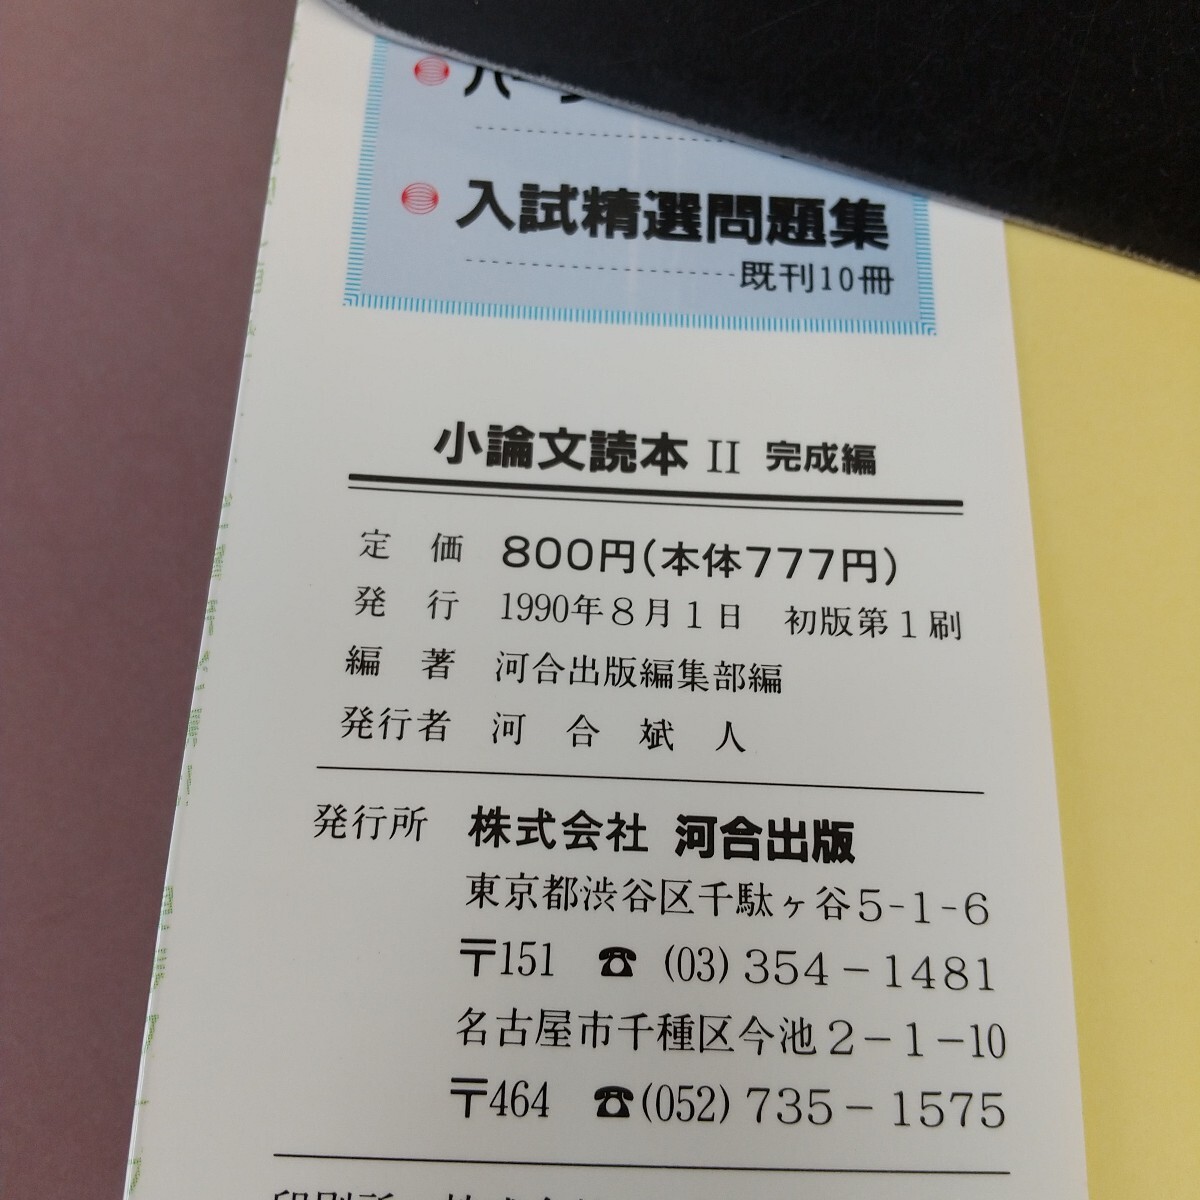 入試精選問題集
既刊10冊
小論文読本 II 完成編
定 価 800円(本体777円)
発 行 1990年8月1日 初版第1刷
編 著 河合出版編集部編
発行者 河 合 斌 人
発行所 株式会社 河合出版
東京都渋谷区千駄ヶ谷5-1-6
〒151 ☎ (03) 354-1481
名古屋市千種区今池2-1-10
〒464 ☎(052) 735-1575